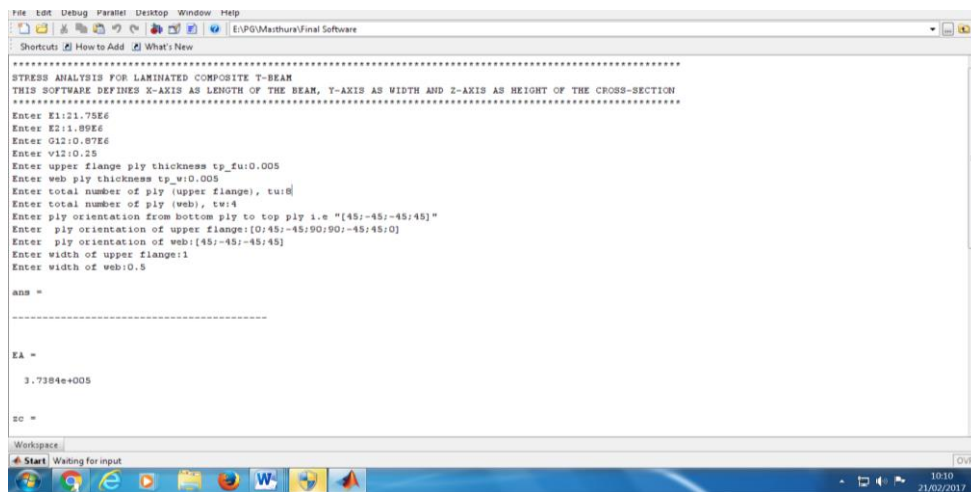 File Edit Debug Parallel Desktop Window Help
E:\PG\Masthura\Final Software
Shortcuts How to Add What's New
STRESS ANALYSIS FOR LAMINATED COMPOSITE T-BEAM
THIS SOFTWARE DEFINES X-AXIS AS LENGTH OF THE BEAM, Y-AXIS AS WIDTH AND Z-AXIS AS HEIGHT OF THE CROSS-SECTION
Enter E1:21.75E6
Enter E2:1.89E6
Enter G12:0.87E6
Enter v12:0.25
Enter upper flange ply thickness tp_fu:0.005
Enter web ply thickness tp_w:0.005
Enter total number of ply (upper flange), tu:8
Enter total number of ply (web), tw:4
Enter ply orientation from bottom ply to top ply i.e "[45;-45;-45;45]"
Enter ply orientation of upper flange:[0;45;-45;90;90;-45;45;0]
Enter ply orientation of web:[45;-45;-45;45]
Enter width of upper flange:1
Enter width of web:0.5
ans =
-------------------------------------------
EA =
3.7384e+005
zc =
Workspace
Start Waiting for input
OVR
10:10
21/02/2017